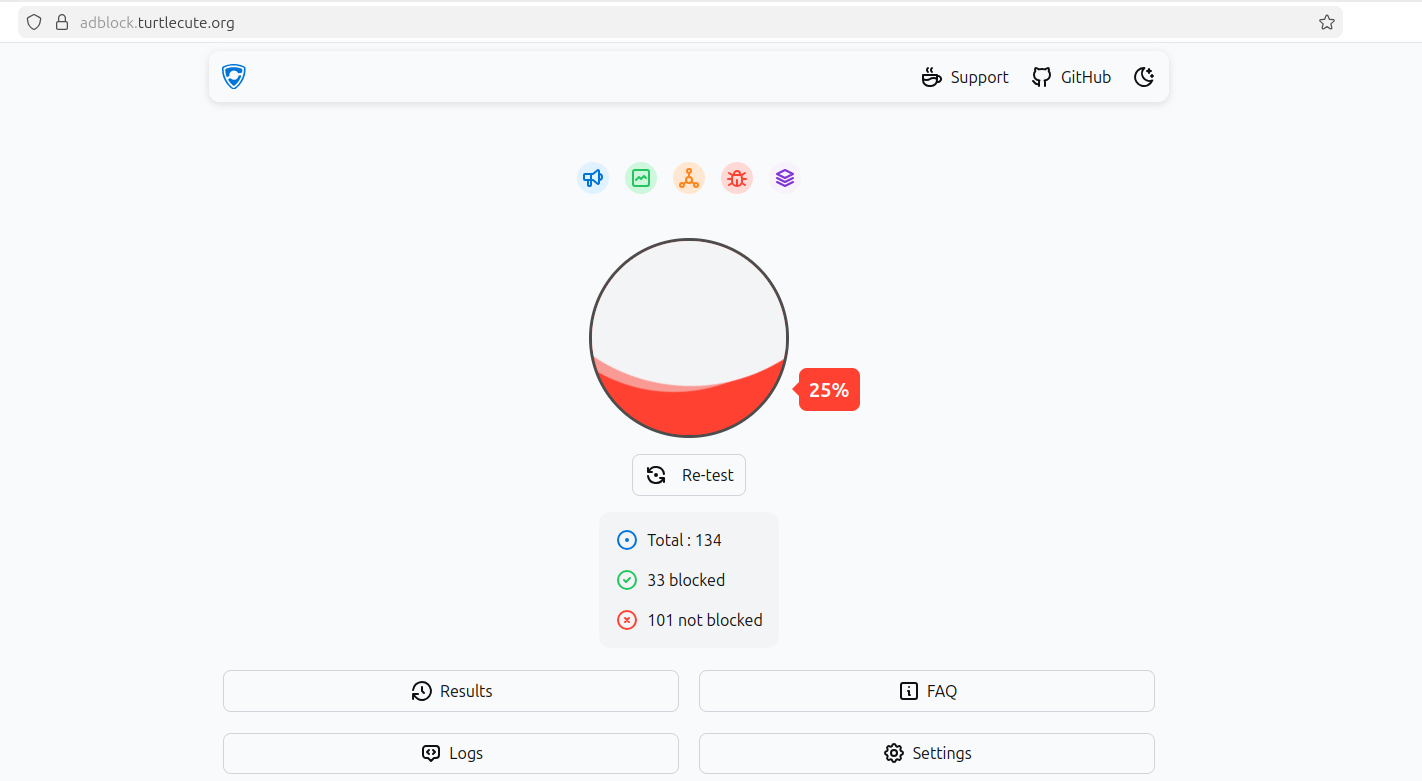 adblock.turtlecute.org
Support GitHub
25%
Re-test
Total : 134
33 blocked
101 not blocked
Results FAQ
Logs Settings